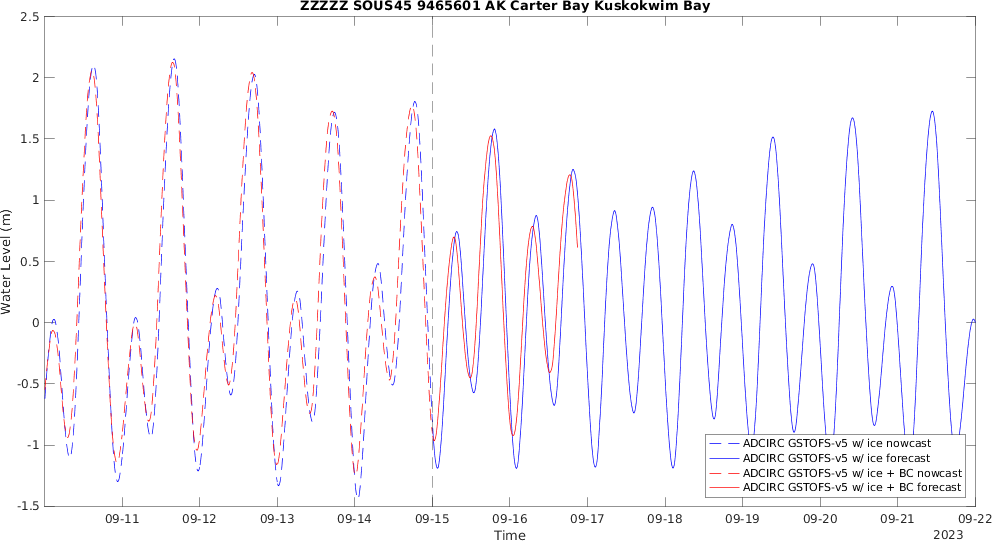 ZZZZZ SOUS45 9465601 AK Carter Bay Kuskokwim Bay
2.5
2
1.5
1
0.5
0
-0.5
-1
-1.5
Water Level (m)
ADCIRC GSTOFS-v5 w/ ice nowcast
ADCIRC GSTOFS-v5 w/ ice forecast
ADCIRC GSTOFS-v5 w/ ice + BC nowcast
ADCIRC GSTOFS-v5 w/ ice + BC forecast
09-11 09-12 09-13 09-14 09-15 09-16 09-17 09-18 09-19 09-20 09-21 09-22
Time
2023